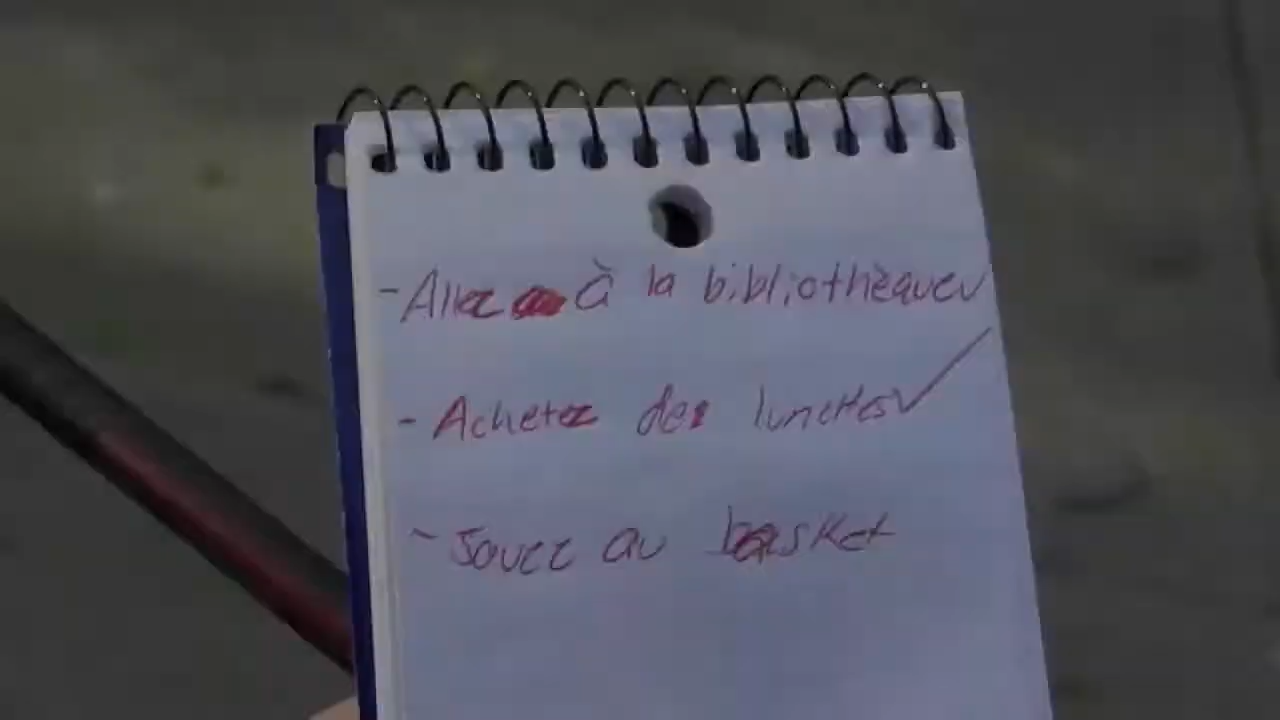 - Allez à la bibliothèque✓
- Achetez des lunettes✓
- Jouez au basket